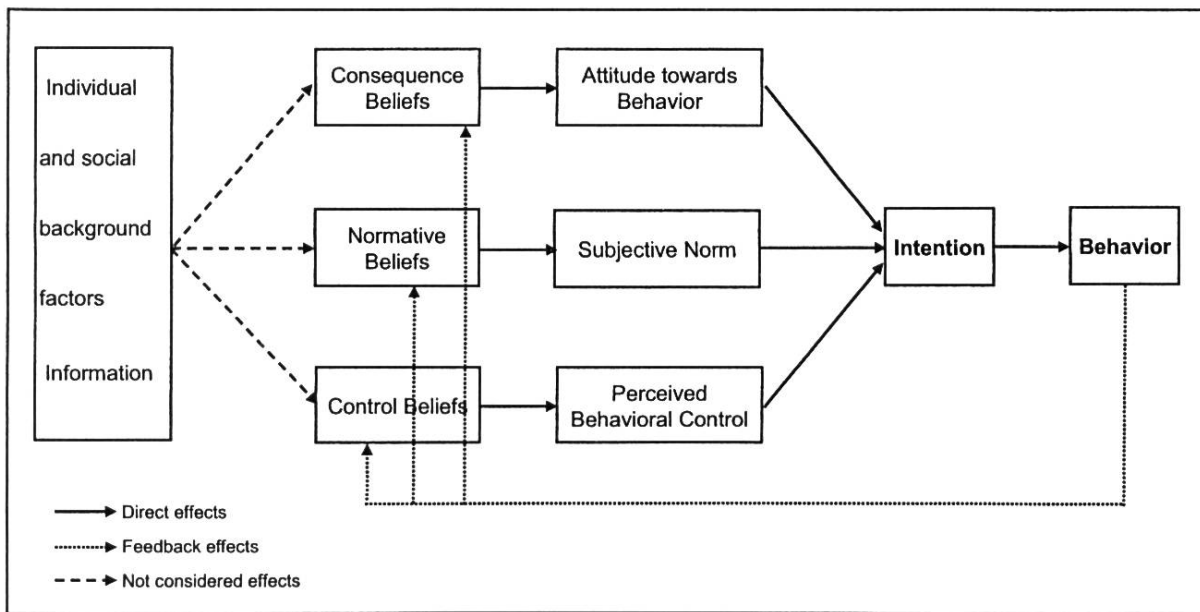 Individual
and social
background
factors
Information
Consequence
Beliefs
Attitude towards
Behavior
Normative
Beliefs
Subjective Norm
Intention
Behavior
Control Beliefs
Perceived
Behavioral Control
Direct effects
Feedback effects
Not considered effects